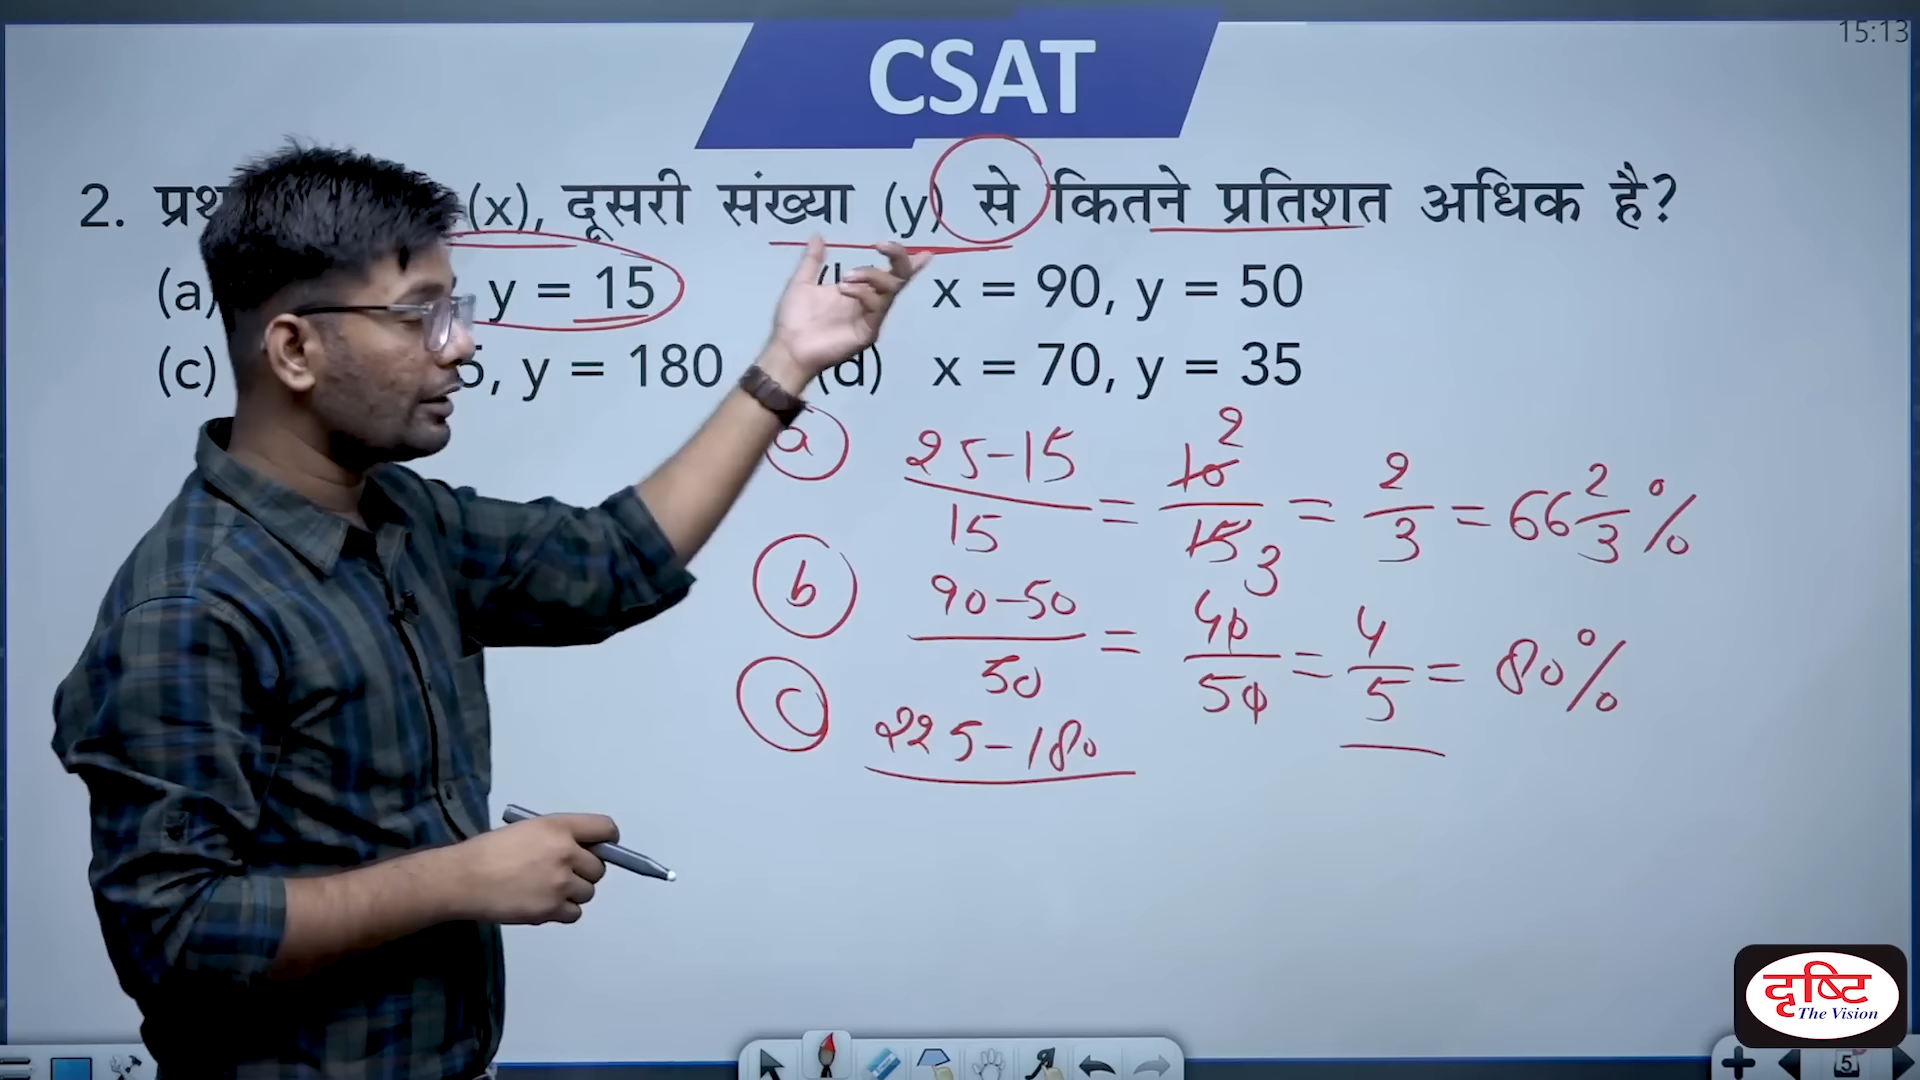 CSAT
15:13
2. (x), दूसरी संख्या (y) से कितने प्रतिशत अधिक है?
(a) y = 15 x = 90, y = 50
(c) y = 180 (d) x = 70, y = 35
a 25-15/15 = 10/15 2/3 = 2/3 = 66 2/3 %
b 90-50/50 = 40/50 = 4/5 = 80%
c 225-180
दृष्टि
The Vision
5